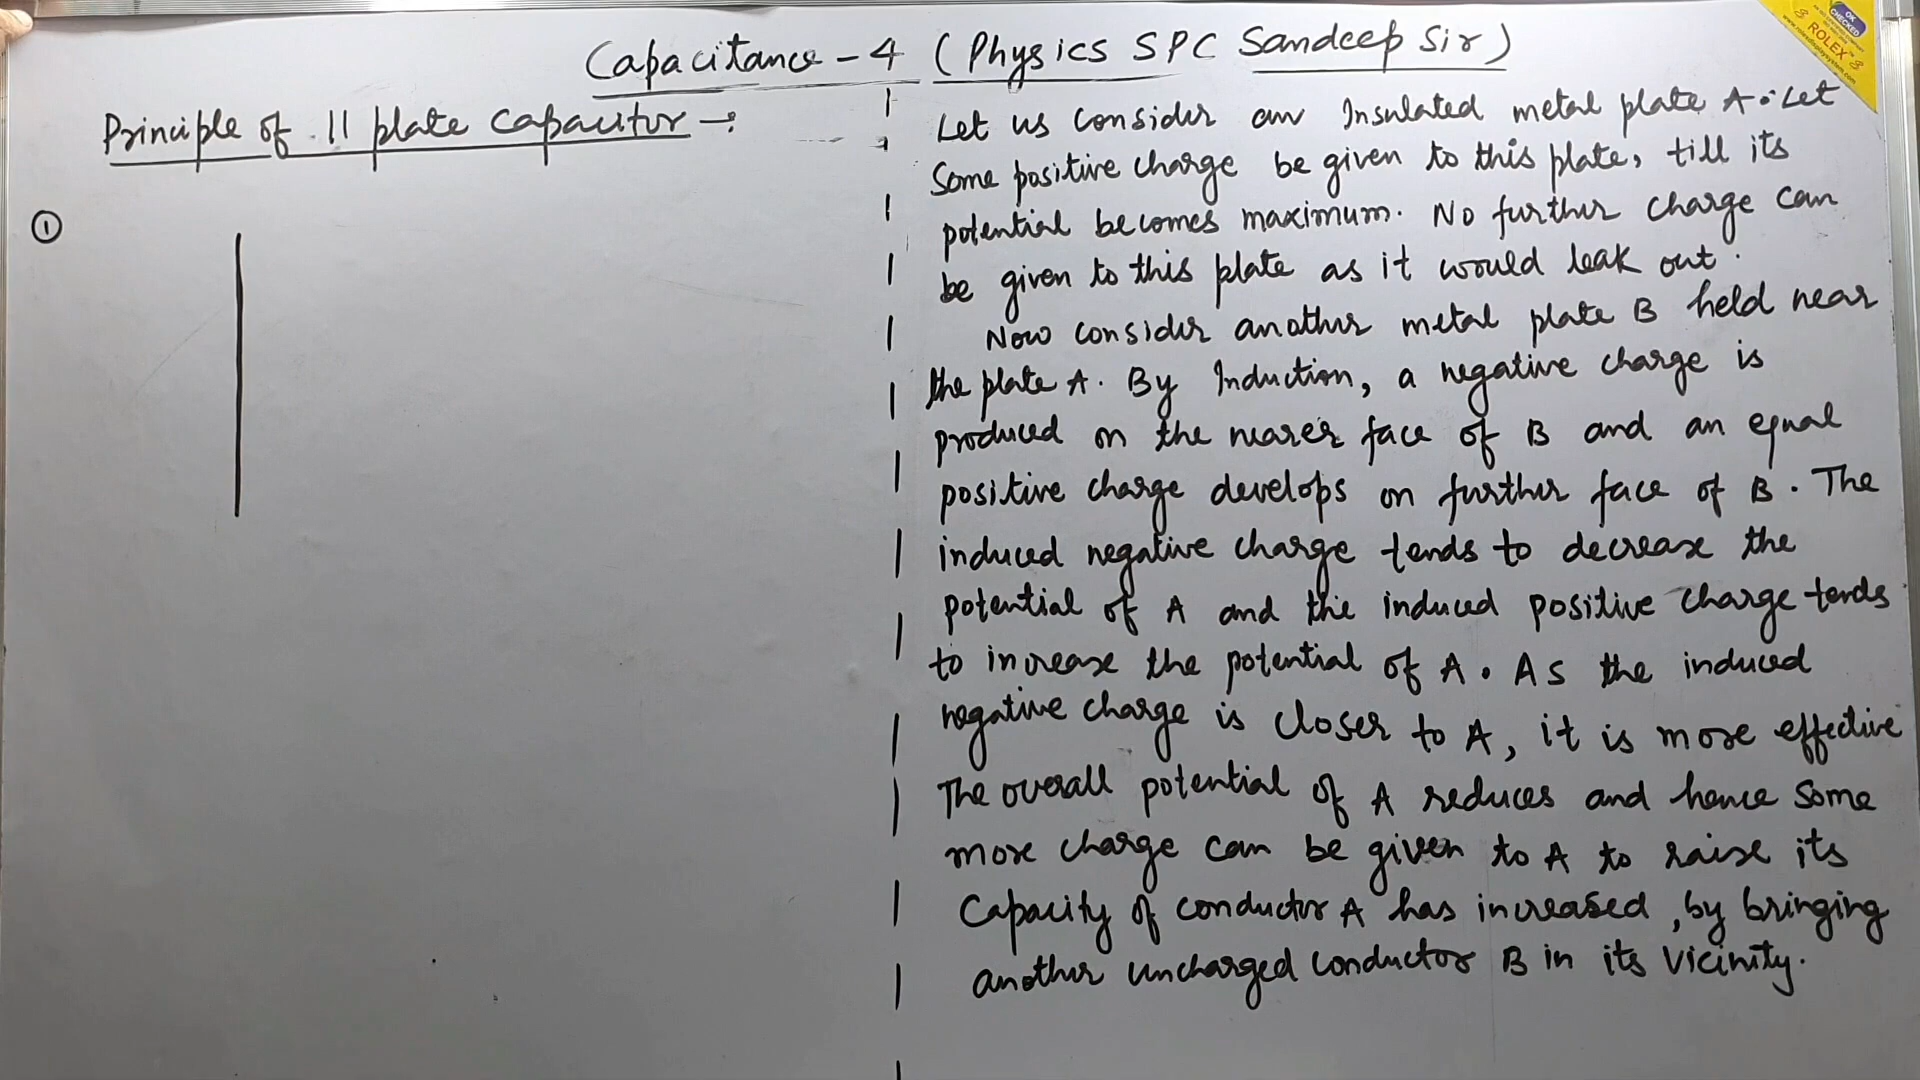 Capacitance - 4 (Physics SPC Sandeep Sir)
Principle of || plate Capacitor →:
①
Let us consider an Insulated metal plate A. Let
Some positive charge be given to this plate, till its
potential becomes maximum. No further charge can
be given to this plate as it would leak out.
Now consider another metal plate B held near
the plate A. By Induction, a negative charge is
produced on the nearer face of B and an equal
positive charge develops on further face of B. The
induced negative charge tends to decrease the
potential of A and the induced positive charge tends
to increase the potential of A. As the induced
negative charge is closer to A, it is more effective
The overall potential of A reduces and hence Some
more charge can be given to A to raise its
Capacity of conductor A has increased, by bringing
another uncharged conductor B in its vicinity.
OK
CHECKED
ROLEX